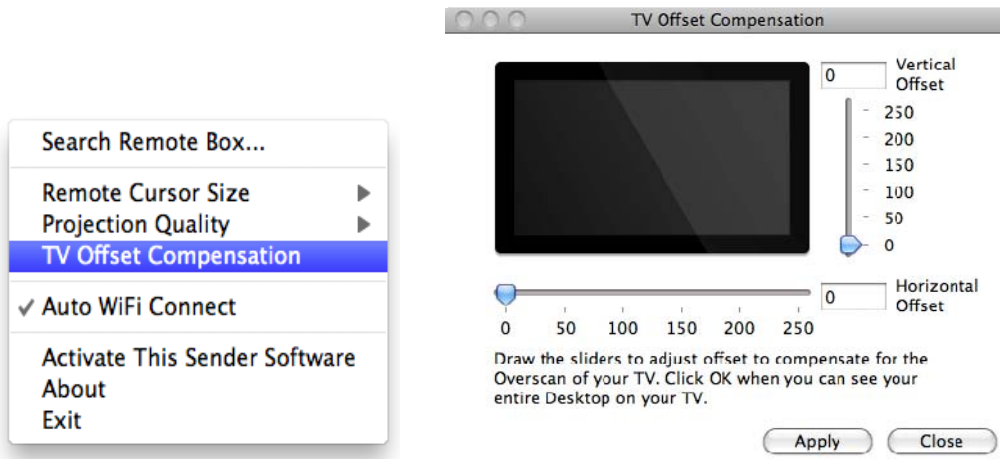 Search Remote Box...
Remote Cursor Size
Projection Quality
TV Offset Compensation
Auto WiFi Connect
Activate This Sender Software
About
Exit
TV Offset Compensation
0
Vertical
Offset
250
200
150
100
50
0
0
Horizontal
Offset
0 50 100 150 200 250
Draw the sliders to adjust offset to compensate for the
Overscan of your TV. Click OK when you can see your
entire Desktop on your TV.
Apply Close